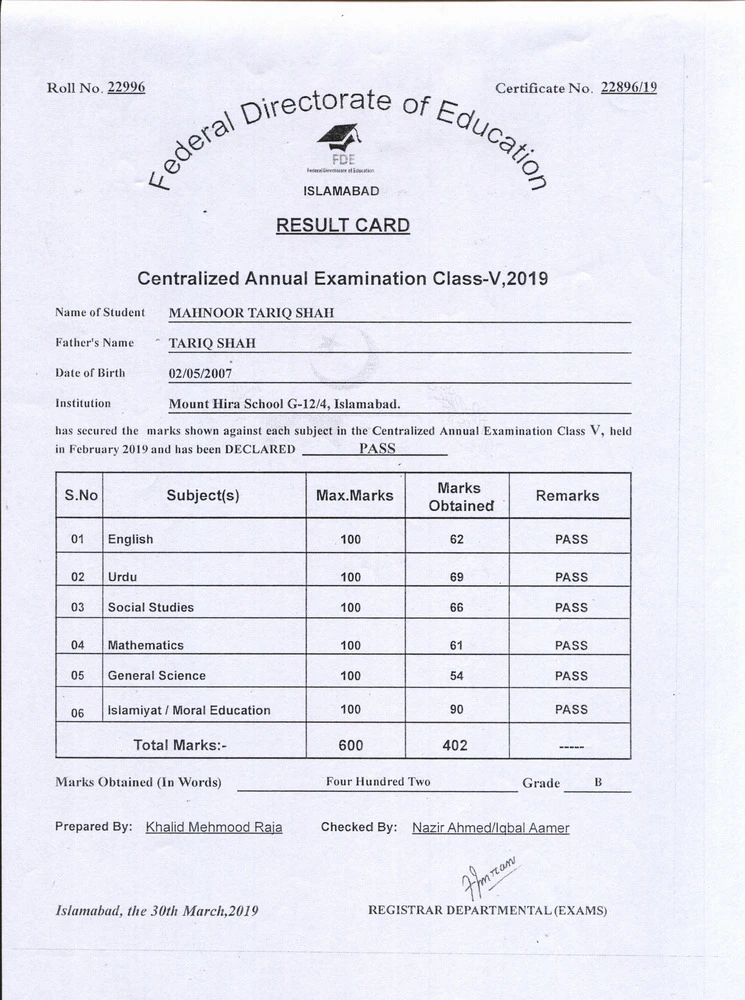 Roll No. 22996
Certificate No. 22896/19
Federal Directorate of Education
FDE
Federal Directorate of Education
ISLAMABAD
RESULT CARD
Centralized Annual Examination Class-V,2019
Name of Student MAHNOOR TARIQ SHAH
Father's Name TARIQ SHAH
Date of Birth 02/05/2007
Institution Mount Hira School G-12/4, Islamabad.
has secured the marks shown against each subject in the Centralized Annual Examination Class V, held
in February 2019 and has been DECLARED PASS
S.No Subject(s) Max.Marks Marks Obtained Remarks
01 English 100 62 PASS
02 Urdu 100 69 PASS
03 Social Studies 100 66 PASS
04 Mathematics 100 61 PASS
05 General Science 100 54 PASS
06 Islamiyat / Moral Education 100 90 PASS
Total Marks:- 600 402 -----
Marks Obtained (In Words) Four Hundred Two Grade B
Prepared By: Khalid Mehmood Raja Checked By: Nazir Ahmed/Iqbal Aamer
Islamabad, the 30th March,2019
REGISTRAR DEPARTMENTAL (EXAMS)